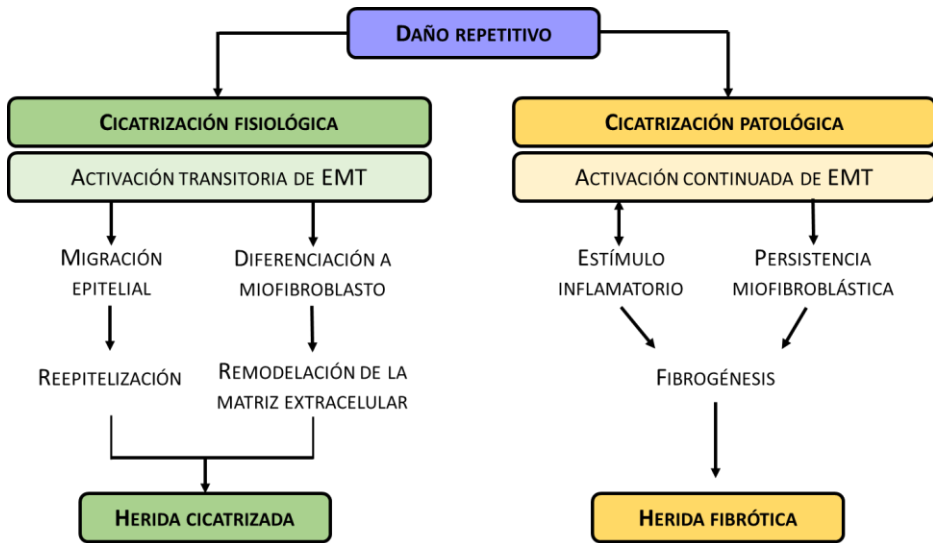 DAÑO REPETITIVO
CICATRIZACIÓN FISIOLÓGICA
ACTIVACIÓN TRANSITORIA DE EMT
MIGRACIÓN
EPITELIAL
DIFERENCIACIÓN A
MIOFIBROBLASTO
REEPITELIZACIÓN
REMODELACIÓN DE LA
MATRIZ EXTRACELULAR
HERIDA CICATRIZADA
CICATRIZACIÓN PATOLÓGICA
ACTIVACIÓN CONTINUADA DE EMT
ESTÍMULO
INFLAMATORIO
PERSISTENCIA
MIOFIBROBLÁSTICA
FIBROGÉNESIS
HERIDA FIBRÓTICA